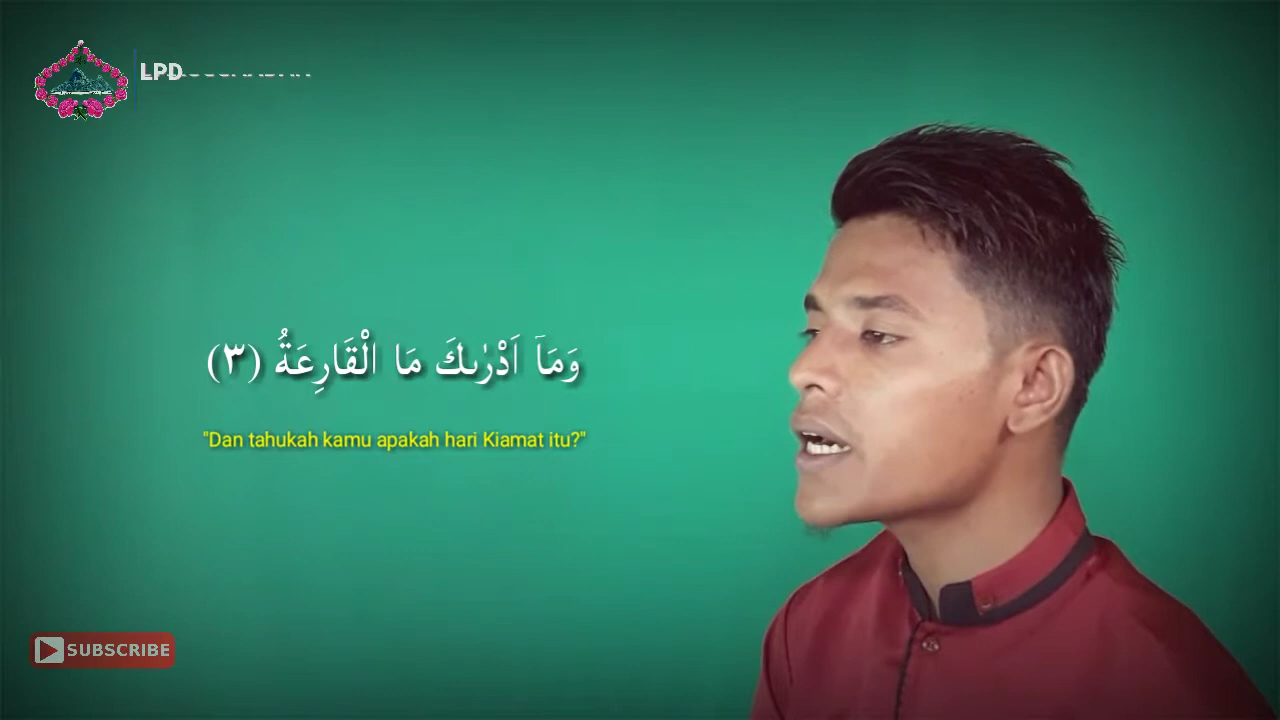 LPD
وَمَآ اَدْرٰىكَ مَا الْقَارِعَةُ (٣)
"Dan tahukah kamu apakah hari Kiamat itu?"
SUBSCRIBE